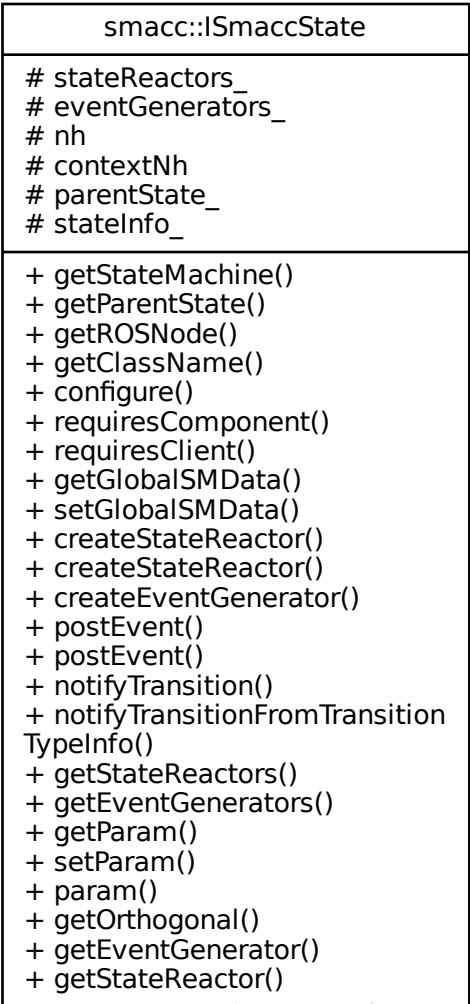 smacc::ISmaccState
# stateReactors_
# eventGenerators_
# nh
# contextNh
# parentState_
# stateInfo_
+ getStateMachine()
+ getParentState()
+ getROSNode()
+ getClassName()
+ configure()
+ requiresComponent()
+ requiresClient()
+ getGlobalSMData()
+ setGlobalSMData()
+ createStateReactor()
+ createStateReactor()
+ createEventGenerator()
+ postEvent()
+ postEvent()
+ notifyTransition()
+ notifyTransitionFromTransition
TypeInfo()
+ getStateReactors()
+ getEventGenerators()
+ getParam()
+ setParam()
+ param()
+ getOrthogonal()
+ getEventGenerator()
+ getStateReactor()